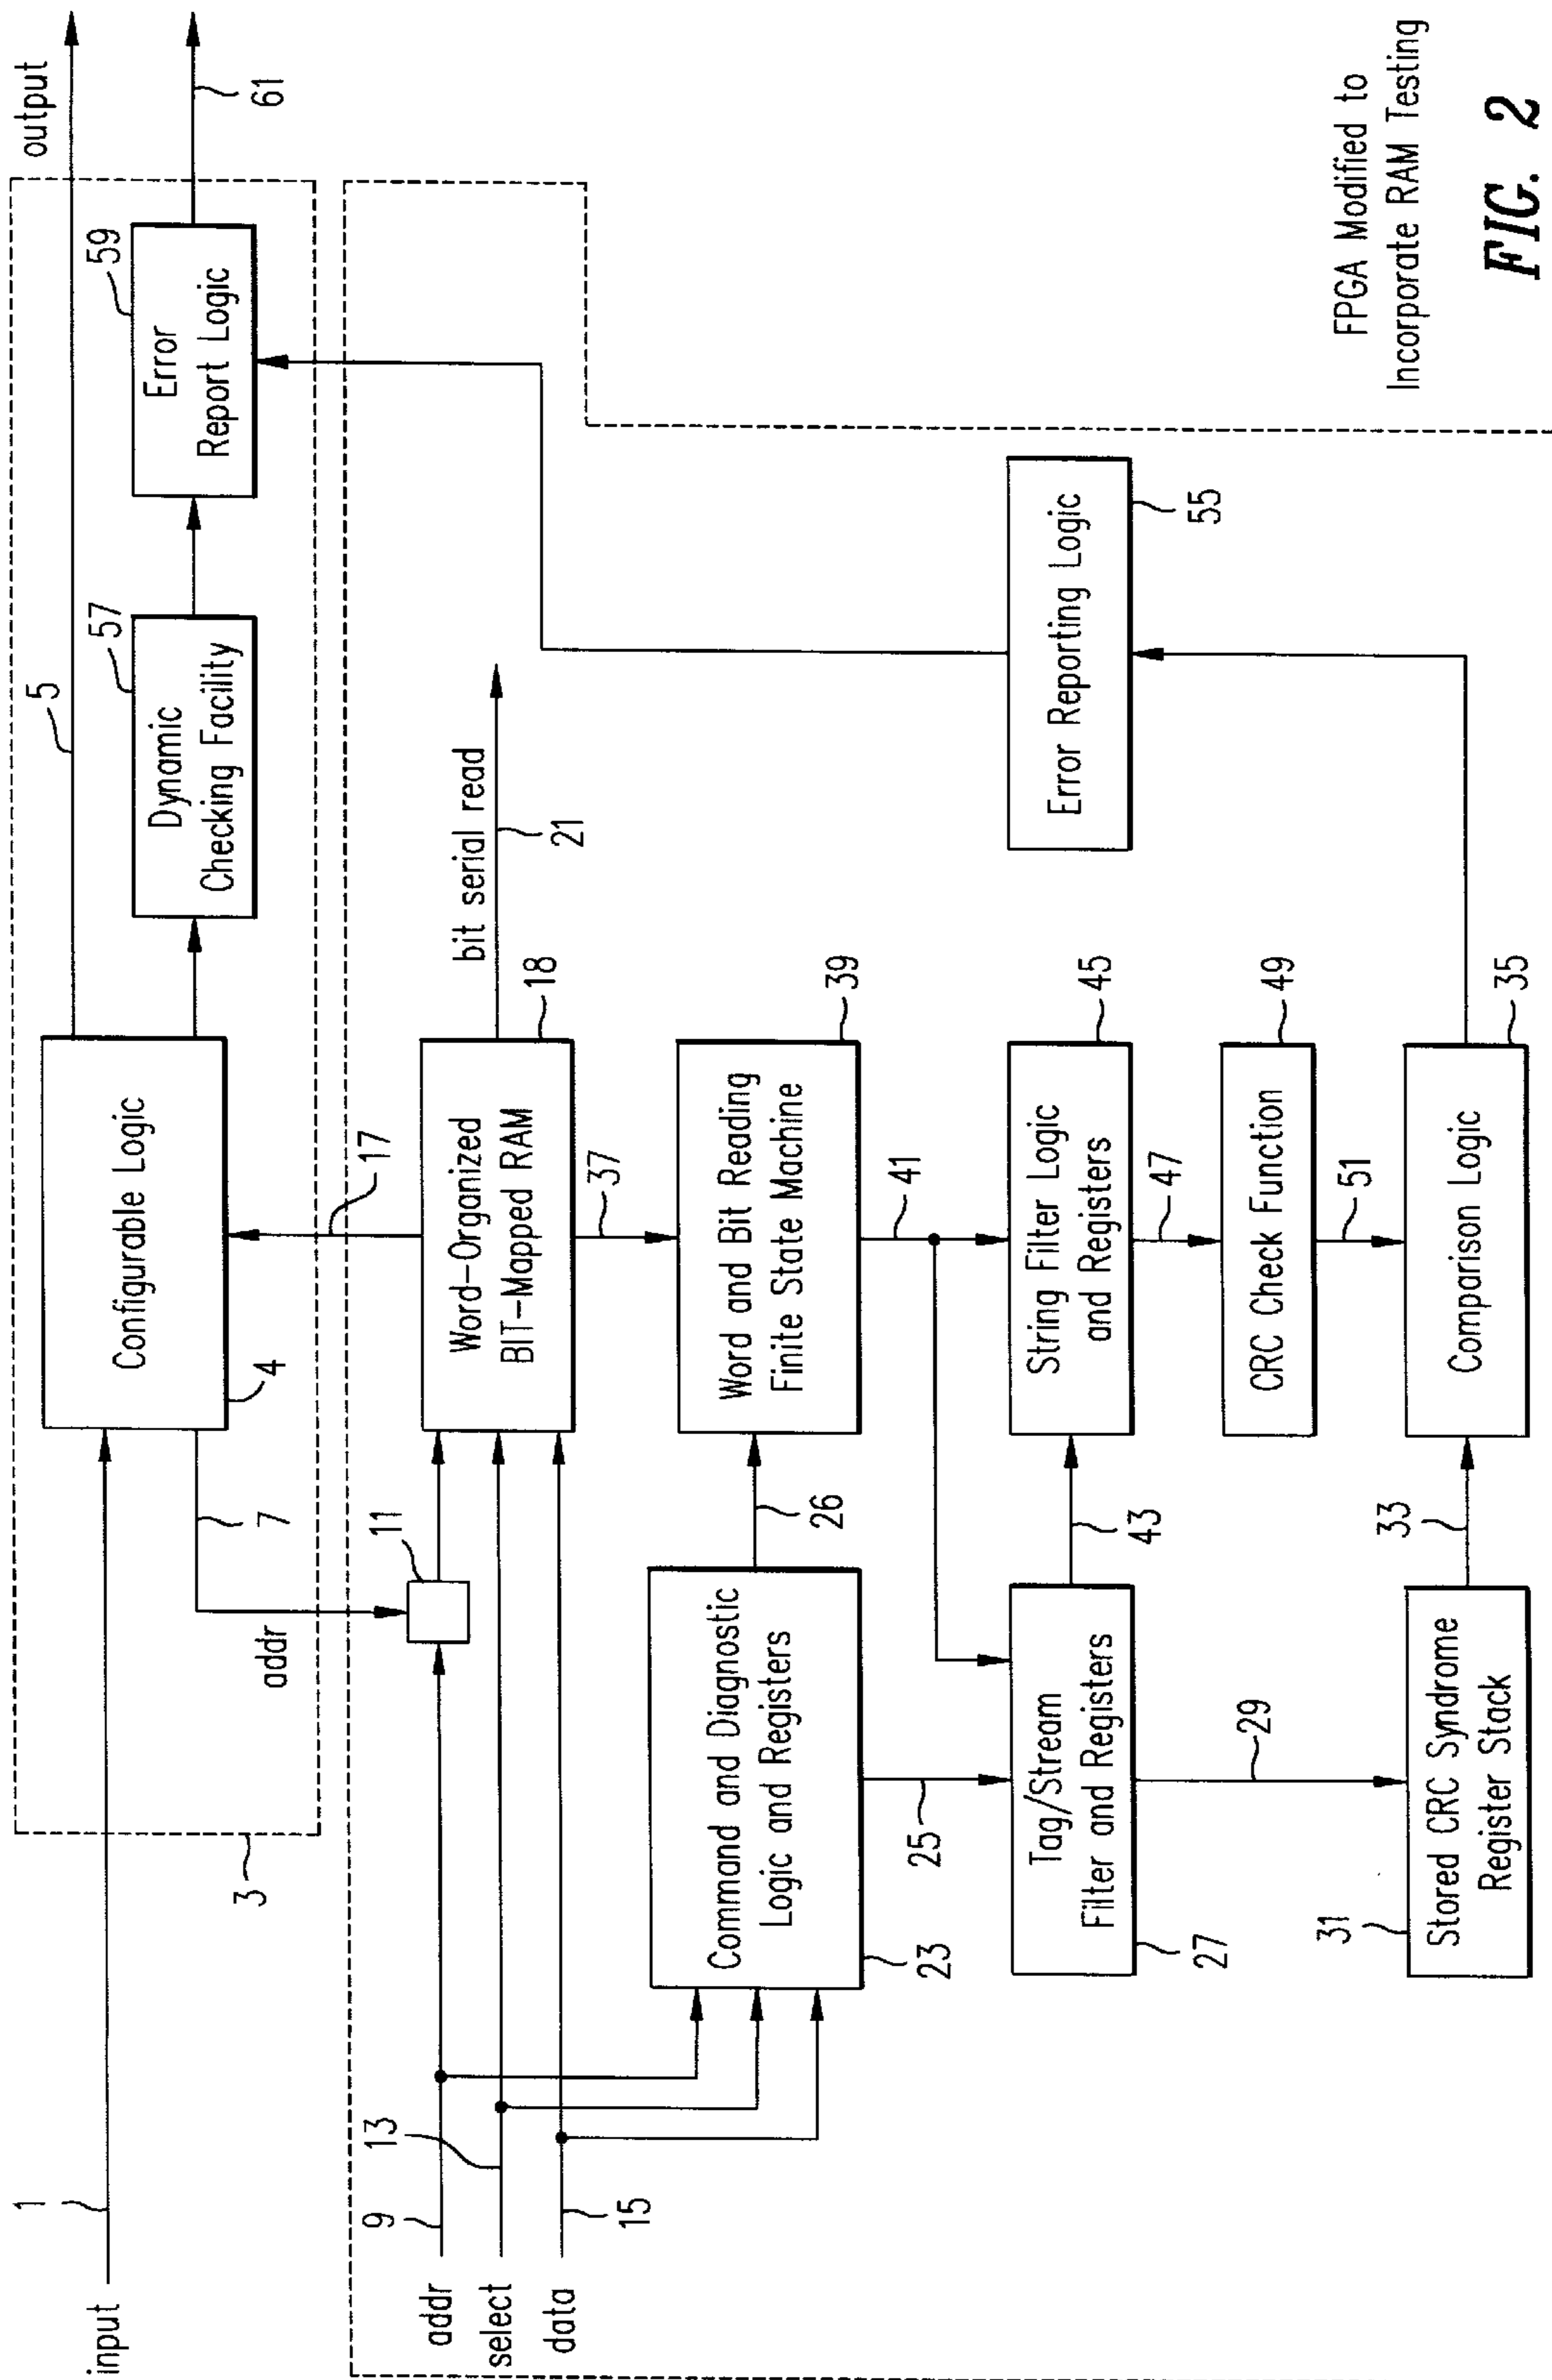 input
1
3
Configurable Logic
4
5
output
7
addr
Dynamic
Checking Facility
57
Error
Report Logic
59
61
9
addr
11
13
select
15
data
17
Word-Organized
BIT-Mapped RAM
18
bit serial read
21
37
Command and Diagnostic
Logic and Registers
23
26
Word and Bit Reading
Finite State Machine
39
25
41
Tag/Stream
Filter and Registers
27
43
String Filter Logic
and Registers
45
Error Reporting Logic
55
29
47
CRC Check Function
49
51
31
Stored CRC Syndrome
Register Stack
33
Comparison Logic
35
FPGA Modified to
Incorporate RAM Testing
FIG. 2